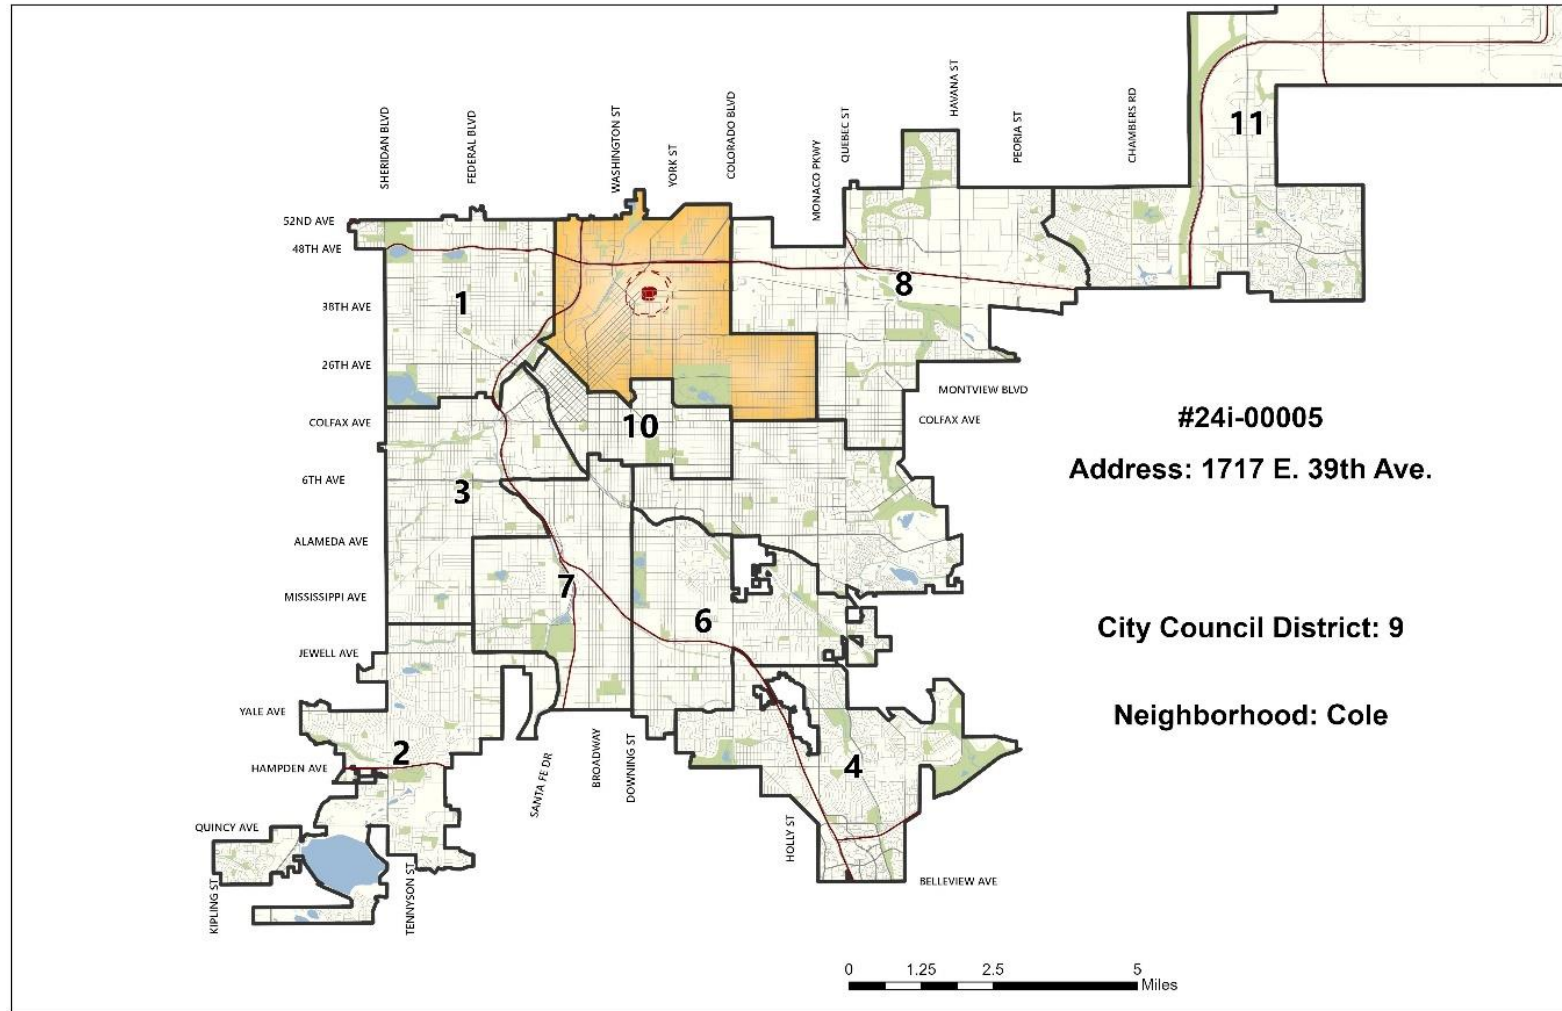 SHERIDAN BLVD
FEDERAL BLVD
WASHINGTON ST
YORK ST
COLORADO BLVD
MONACO PKWY
QUEBEC ST
HAVANA ST
PEORIA ST
CHAMBERS RD
11
52ND AVE
48TH AVE
8
1
38TH AVE
26TH AVE
MONTVIEW BLVD
COLFAX AVE
10
COLFAX AVE
#24i-00005
Address: 1717 E. 39th Ave.
6TH AVE
3
ALAMEDA AVE
7
MISSISSIPPI AVE
6
City Council District: 9
JEWELL AVE
YALE AVE
Neighborhood: Cole
2
HAMPDEN AVE
4
SANTA FE DR
BROADWAY
DOWNING ST
HOLLY ST
QUINCY AVE
KIPLING ST
TENNYSON ST
BELLEVIEW AVE
0 1.25 2.5 5
Miles